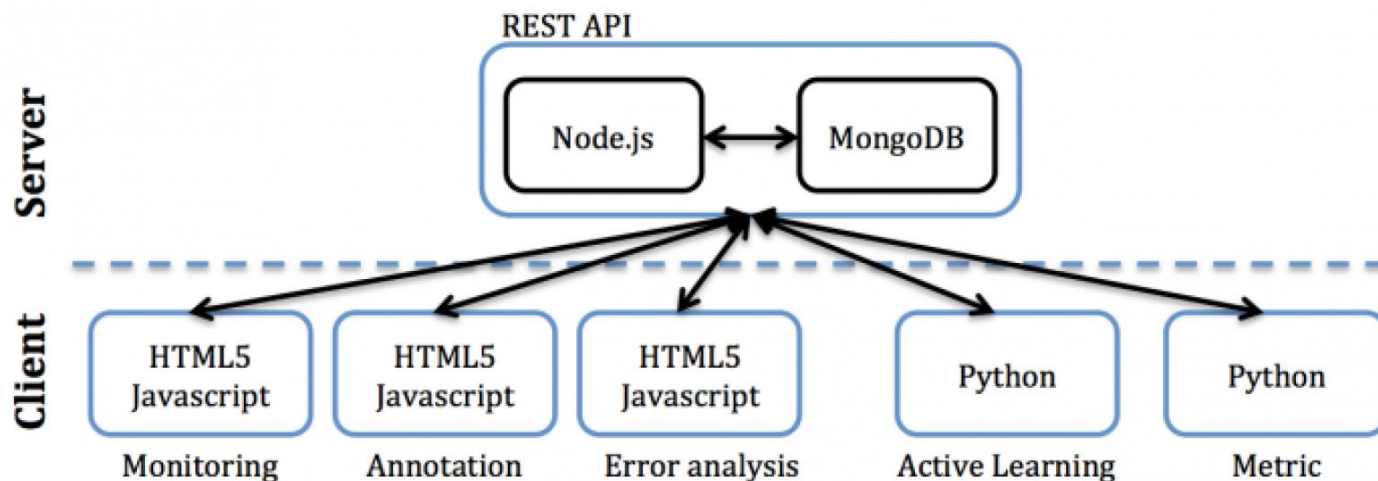 REST API
Server
Node.js
MongoDB
Client
HTML5
Javascript
HTML5
Javascript
HTML5
Javascript
Python
Python
Monitoring
Annotation
Error analysis
Active Learning
Metric